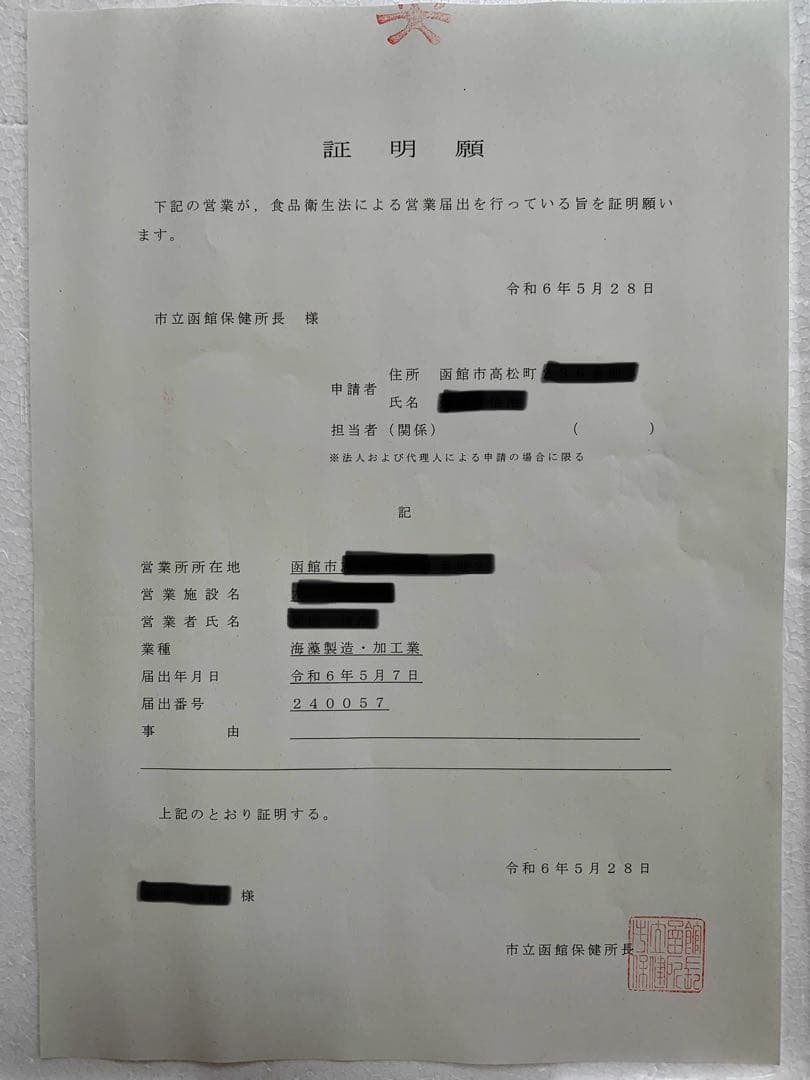 証明願
下記の営業が，食品衛生法による営業届出を行っている旨を証明願い
ます。
令和６年５月２８日
市立函館保健所長　様
申請者
住所　函館市高松町
氏名
担当者（関係）　　　　　　　　（　　　　）
※法人および代理人による申請の場合に限る
記
営業所所在地　函館市
営業施設名
営業者氏名
業種　海藻製造・加工業
届出年月日　令和６年５月７日
届出番号　２４００５７
事由
上記のとおり証明する。
令和６年５月２８日
様
市立函館保健所長
市立函館保健所長